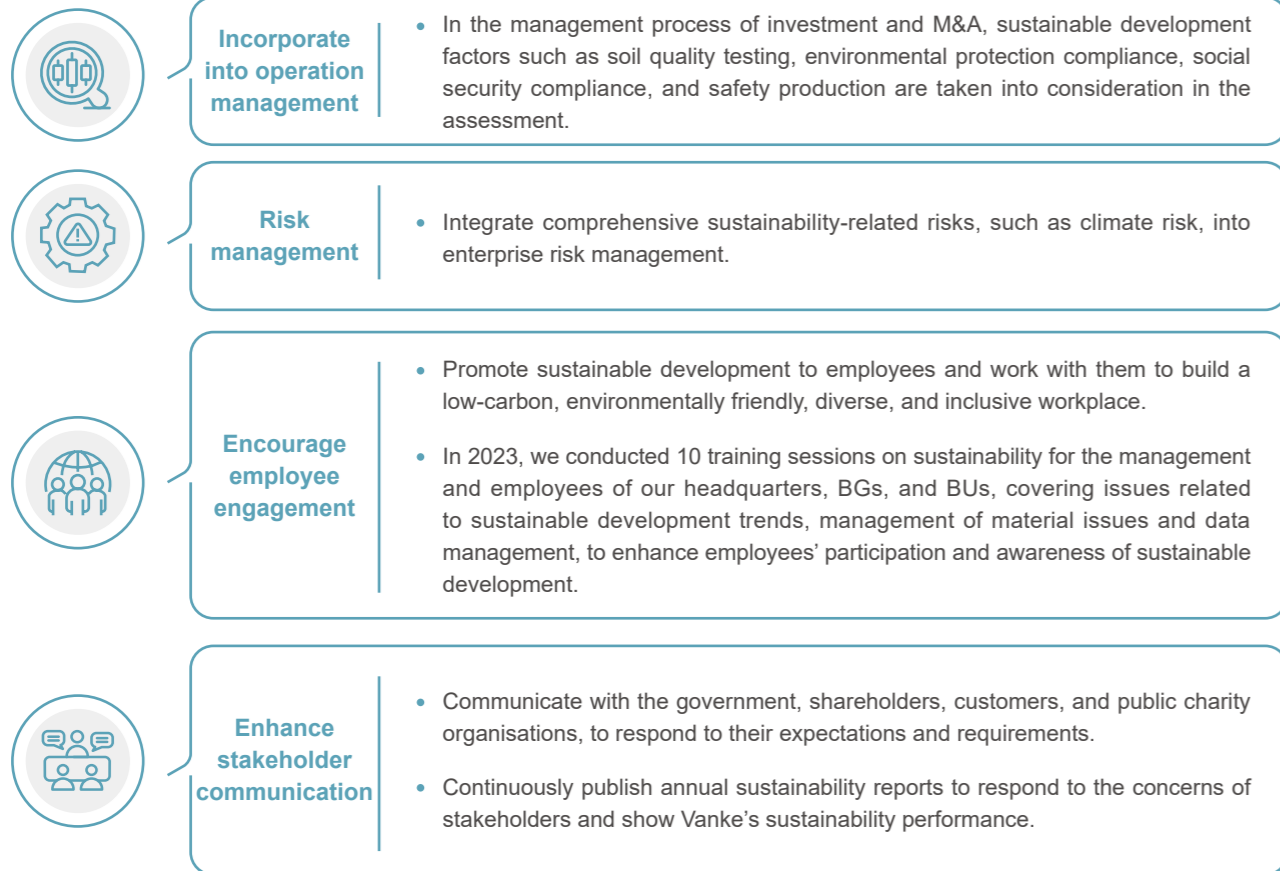 Incorporate
into operation
management
• In the management process of investment and M&A, sustainable development
factors such as soil quality testing, environmental protection compliance, social
security compliance, and safety production are taken into consideration in the
assessment.
Risk
management
• Integrate comprehensive sustainability-related risks, such as climate risk, into
enterprise risk management.
Encourage
employee
engagement
• Promote sustainable development to employees and work with them to build a
low-carbon, environmentally friendly, diverse, and inclusive workplace.
• In 2023, we conducted 10 training sessions on sustainability for the management
and employees of our headquarters, BGs, and BUs, covering issues related
to sustainable development trends, management of material issues and data
management, to enhance employees’ participation and awareness of sustainable
development.
Enhance
stakeholder
communication
• Communicate with the government, shareholders, customers, and public charity
organisations, to respond to their expectations and requirements.
• Continuously publish annual sustainability reports to respond to the concerns of
stakeholders and show Vanke’s sustainability performance.